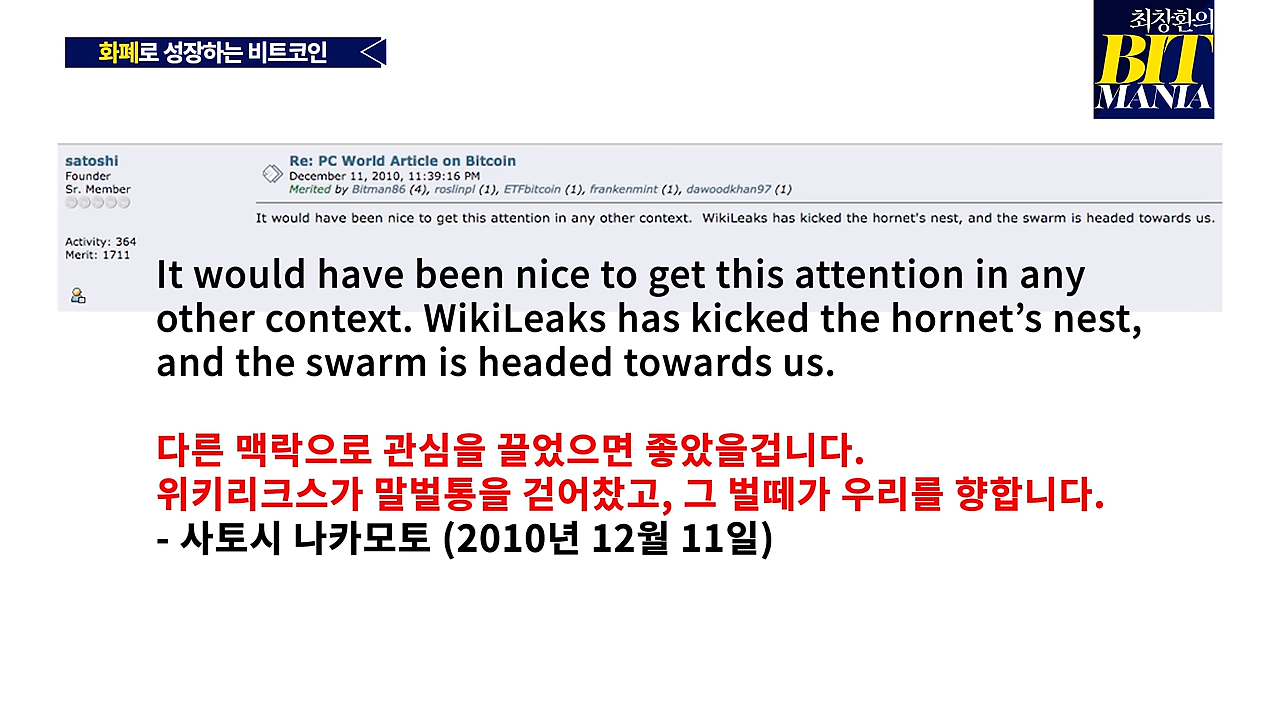 화폐로 성장하는 비트코인
최창환의
BIT
MANIA
satoshi
Founder
Sr. Member
Activity: 364
Merit: 1711
Re: PC World Article on Bitcoin
December 11, 2010, 11:39:16 PM
Merited by Bitman86 (4), roslinpl (1), ETFbitcoin (1), frankenmint (1), dawoodkhan97 (1)
It would have been nice to get this attention in any other context.  WikiLeaks has kicked the hornet's nest, and the swarm is headed towards us.
It would have been nice to get this attention in any
other context. WikiLeaks has kicked the hornet’s nest,
and the swarm is headed towards us.
다른 맥락으로 관심을 끌었으면 좋았을겁니다.
위키리크스가 말벌통을 걷어찼고, 그 벌떼가 우리를 향합니다.
- 사토시 나카모토 (2010년 12월 11일)